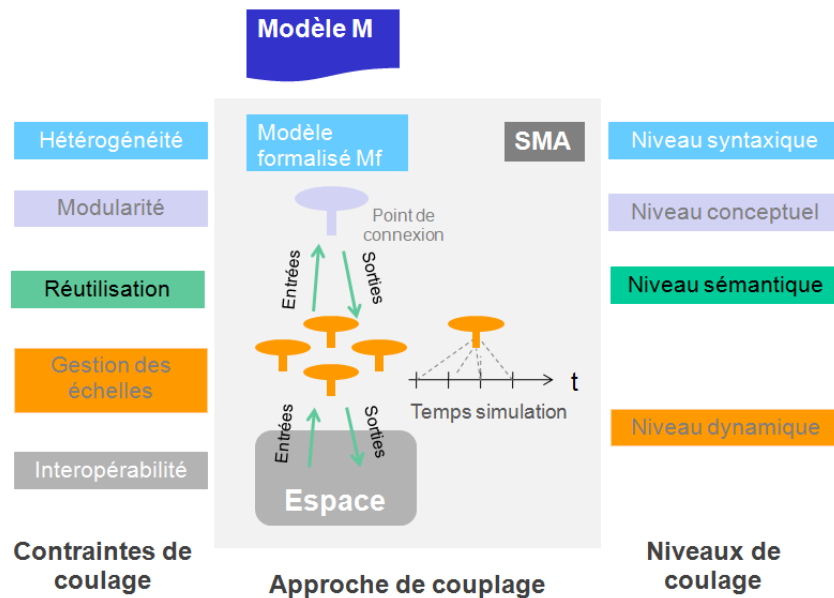 Modèle M
Hétérogénéité
Modularité
Réutilisation
Gestion des
échelles
Interopérabilité
Contraintes de
coulage
Modèle
formalisé Mf
SMA
Point de
connexion
Entrées
Sorties
t
Temps simulation
Entrées
Sorties
Espace
Approche de couplage
Niveau syntaxique
Niveau conceptuel
Niveau sémantique
Niveau dynamique
Niveaux de
coulage